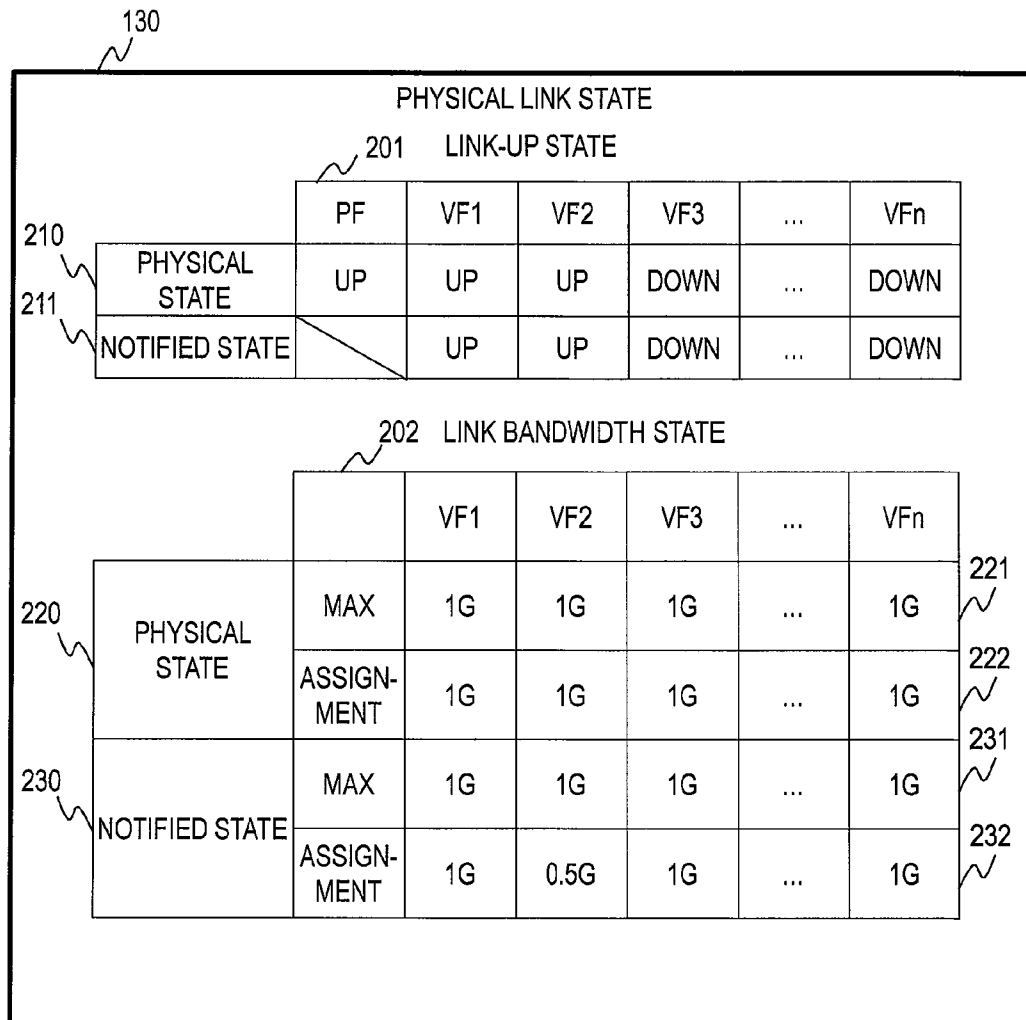 130
PHYSICAL LINK STATE
201 LINK-UP STATE
PF VF1 VF2 VF3 ... VFn
210
PHYSICAL
STATE
UP UP UP DOWN ... DOWN
211
NOTIFIED STATE UP UP DOWN ... DOWN
202 LINK BANDWIDTH STATE
VF1 VF2 VF3 ... VFn
220
PHYSICAL
STATE
MAX 1G 1G 1G ... 1G 221
ASSIGN-
MENT
1G 1G 1G ... 1G 222
230
NOTIFIED STATE
MAX 1G 1G 1G ... 1G 231
ASSIGN-
MENT
1G 0.5G 1G ... 1G 232